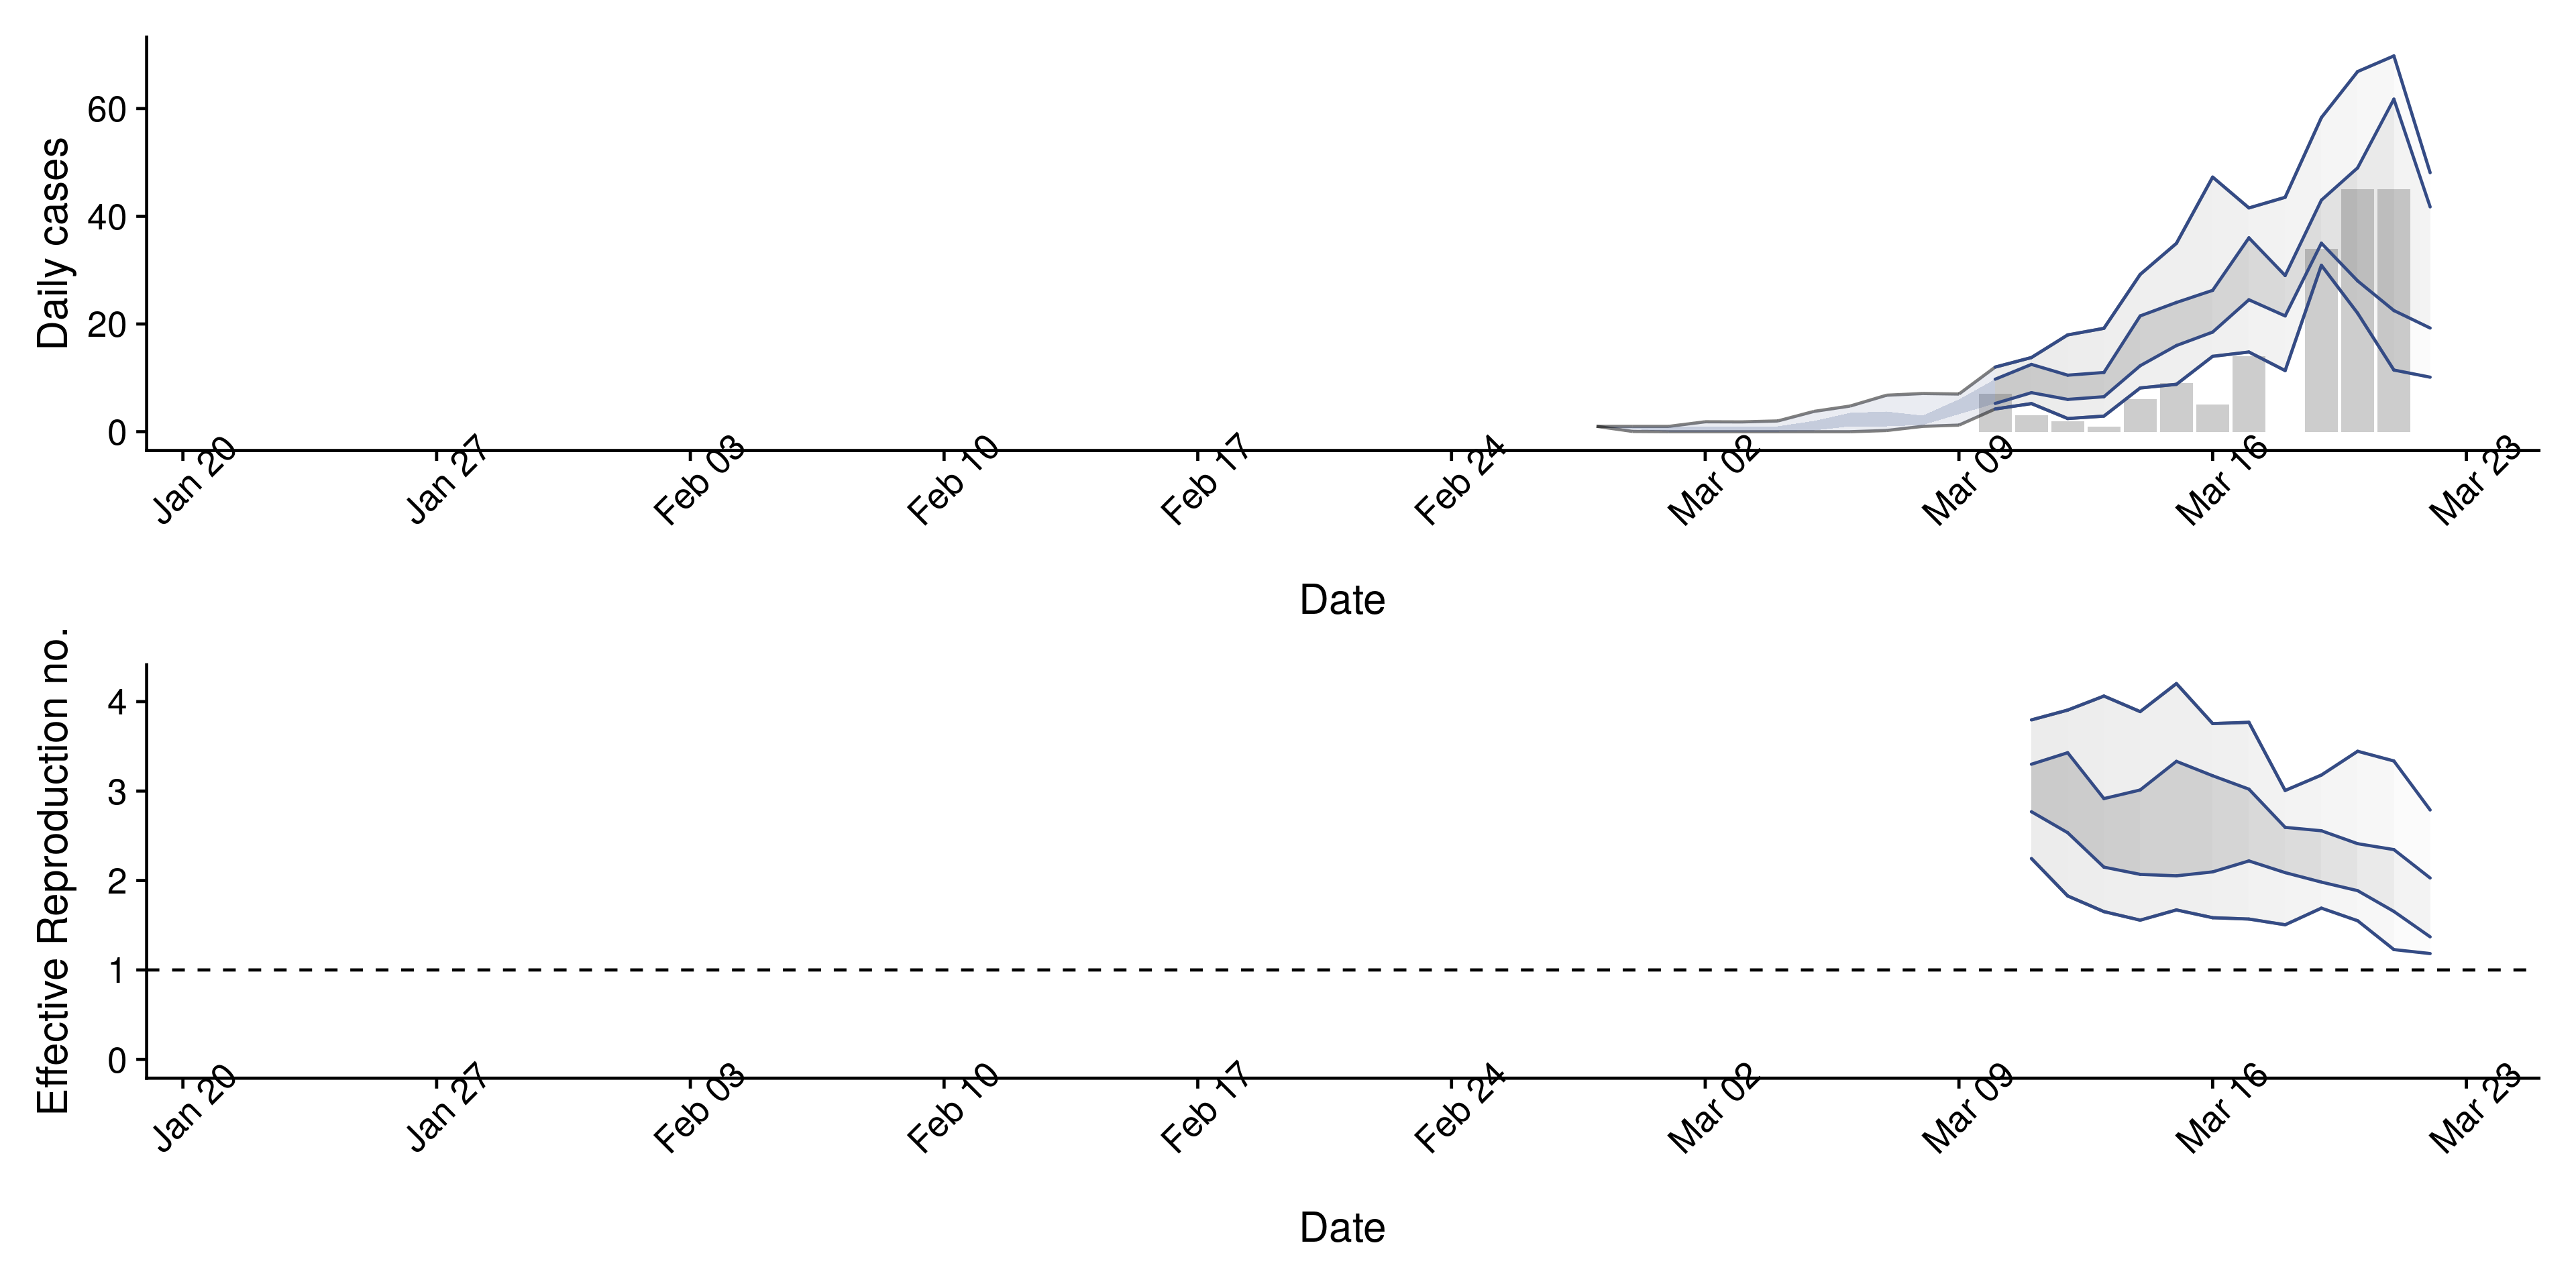 Daily cases
60
40
20
0
Jan 20
Jan 27
Feb 03
Feb 10
Feb 17
Feb 24
Mar 02
Mar 09
Mar 16
Mar 23
Date
Effective Reproduction no.
4
3
2
1
0
Jan 20
Jan 27
Feb 03
Feb 10
Feb 17
Feb 24
Mar 02
Mar 09
Mar 16
Mar 23
Date